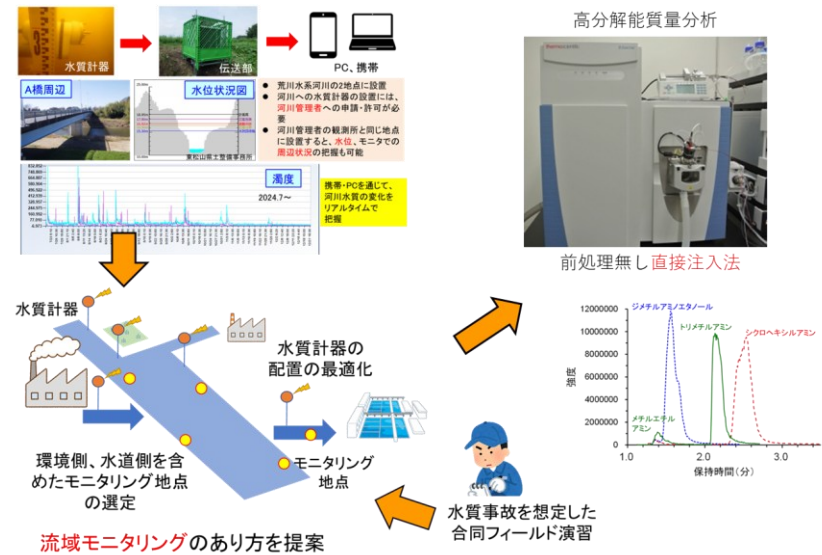 水質計器
伝送部
PC、携帯
A橋周辺
水位状況図
東松山県土整備事務所
● 荒川水系河川の2地点に設置
● 河川への水質計器の設置には、
河川管理者への申請・許可が必
要
● 河川管理者の観測所と同じ地点
に設置すると、水位、モニタでの
周辺状況の把握も可能
濁度
2024.7～
携帯・PCを通じて、
河川水質の変化を
リアルタイムで
把握
水質計器
水質計器の
配置の最適化
環境側、水道側を含
めたモニタリング地点
の選定
モニタリング
地点
流域モニタリングのあり方を提案
高分解能質量分析
前処理無し直接注入法
12000000
10000000
8000000
6000000
4000000
2000000
0
強度
ジメチルアミノエタノール
トリメチルアミン
シクロヘキシルアミン
メチルエチル
アミン
1.0 2.0 3.0
保持時間（分）
水質事故を想定した
合同フィールド演習